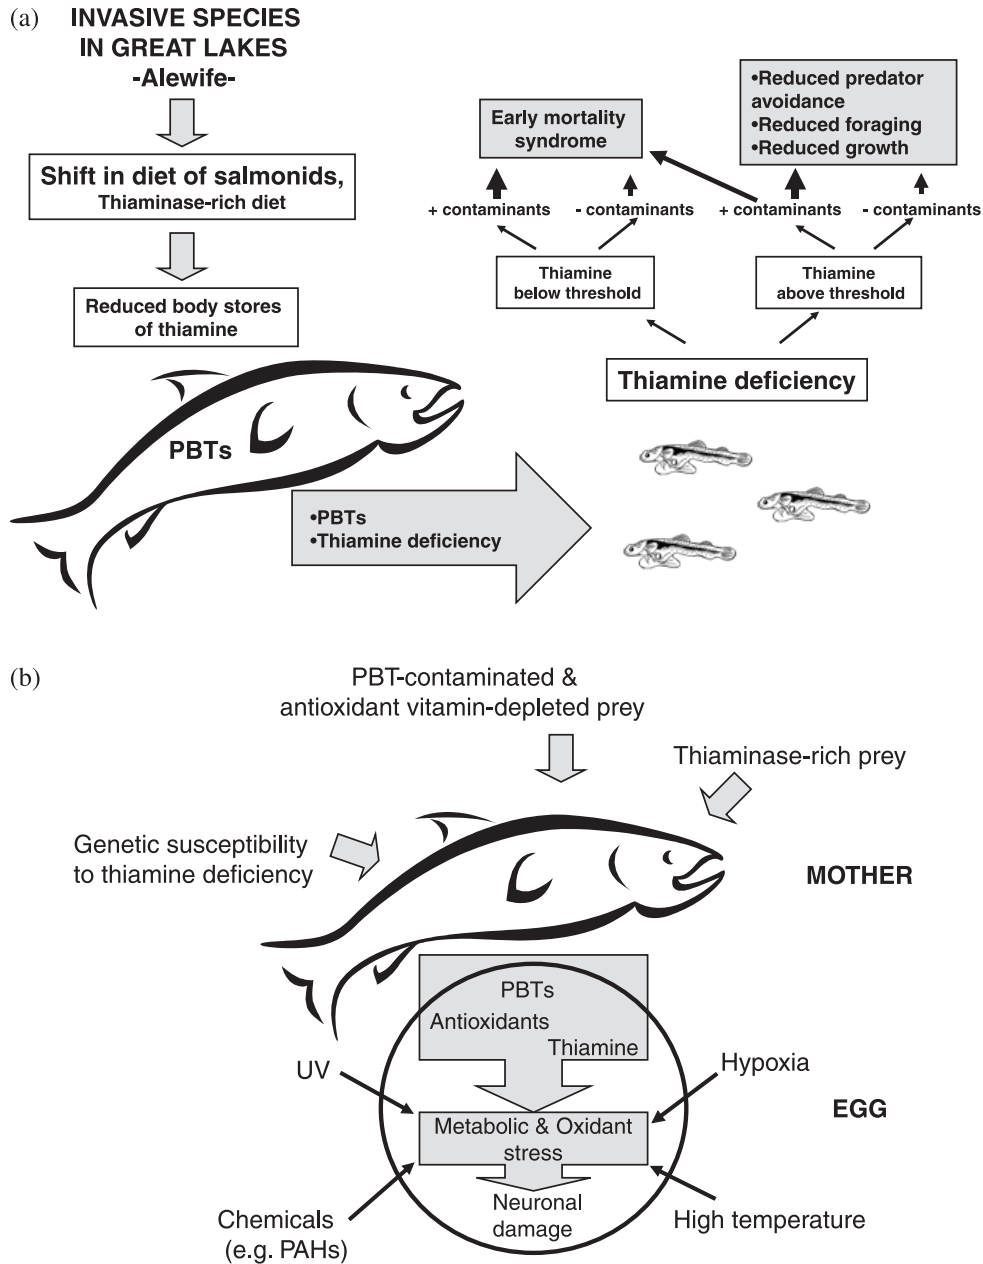 (a)
INVASIVE SPECIES
IN GREAT LAKES
-Alewife-
Shift in diet of salmonids,
Thiaminase-rich diet
Reduced body stores
of thiamine
PBTs
•PBTs
•Thiamine deficiency
Early mortality
syndrome
•Reduced predator
avoidance
•Reduced foraging
•Reduced growth
+ contaminants
- contaminants
+ contaminants
- contaminants
Thiamine
below threshold
Thiamine
above threshold
Thiamine deficiency
(b)
PBT-contaminated &
antioxidant vitamin-depleted prey
Thiaminase-rich prey
Genetic susceptibility
to thiamine deficiency
MOTHER
PBTs
Antioxidants
Thiamine
UV
Hypoxia
EGG
Metabolic & Oxidant
stress
Neuronal
damage
Chemicals
(e.g. PAHs)
High temperature